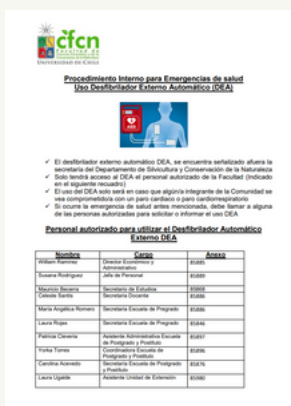 cfcn
Facultad de
UNIVERSIDAD DE CHILE
Procedimiento Interno para Emergencias de salud
Uso Desfibrilador Externo Automático (DEA)
✓ El desfibrilador externo automático DEA, se encuentra señalizado afuera la
secretaría del Departamento de Silvicultura y Conservación de la Naturaleza
✓ Solo tendrá acceso al DEA el personal autorizado de la Facultad (Indicado
en el siguiente recuadro)
✓ El uso del DEA solo será en caso que algún/a integrante de la Comunidad se
vea comprometido/a con un paro cardiaco o paro cardiorrespiratorio
✓ Si ocurre la emergencia de salud antes mencionada, debe llamar a alguna
de las personas autorizadas para solicitar o informar el uso DEA
Personal autorizado para utilizar el Desfibrilador Automático
Externo DEA
Nombre Cargo Anexo
William Ramírez Director Económico y
Administrativo
Susana Rodríguez Jefa de Personal
Mauricio Becerra Secretario de Estudios
Celeste Santis Secretaria Docente
María Angélica Romero Secretaria Escuela de Pregrado
Laura Rojas Secretaria Escuela de Pregrado
Patricia Cleveria Asistente Administrativa Escuela
de Postgrado y Postítulo
Yorka Torres Coordinadora Escuela de
Postgrado y Postítulo
Carolina Acevedo Secretaria Escuela de Postgrado
y Postítulo
Laura Ugalde Asistente Unidad de Extensión